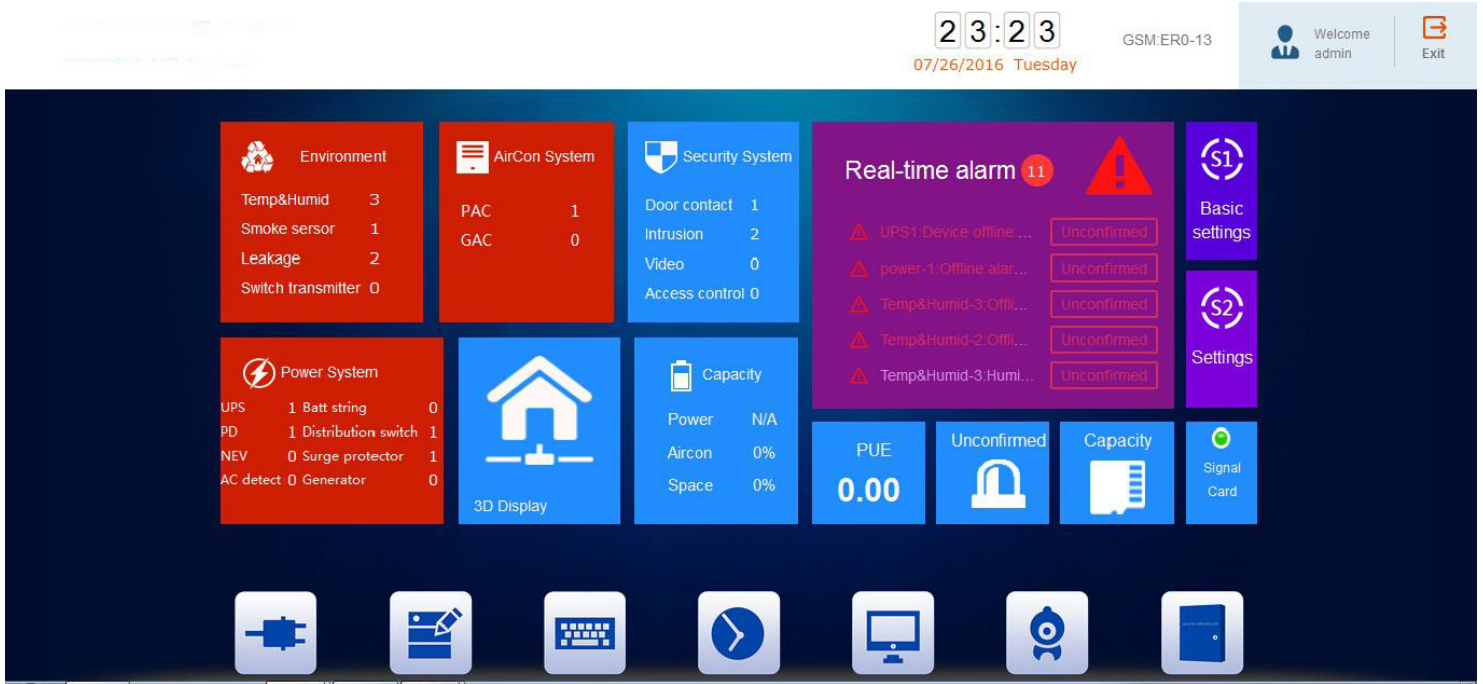 23:23
07/26/2016 Tuesday
GSM:ER0-13
Welcome
admin
Exit
Environment
Temp&Humid 3
Smoke sersor 1
Leakage 2
Switch transmitter 0
AirCon System
PAC 1
GAC 0
Security System
Door contact 1
Intrusion 2
Video 0
Access control 0
Real-time alarm 11
UPS1:Device offline:... Unconfirmed
power-1:Offline:alar... Unconfirmed
Temp&Humid-3:Offli... Unconfirmed
Temp&Humid-2:Offli... Unconfirmed
Temp&Humid-3:Humi... Unconfirmed
S1
Basic
settings
S2
Settings
Power System
UPS 1 Batt string 0
PD 1 Distribution switch 1
NEV 0 Surge protector 1
AC detect 0 Generator 0
3D Display
Capacity
Power N/A
Aircon 0%
Space 0%
PUE
0.00
Unconfirmed
Capacity
Signal
Card